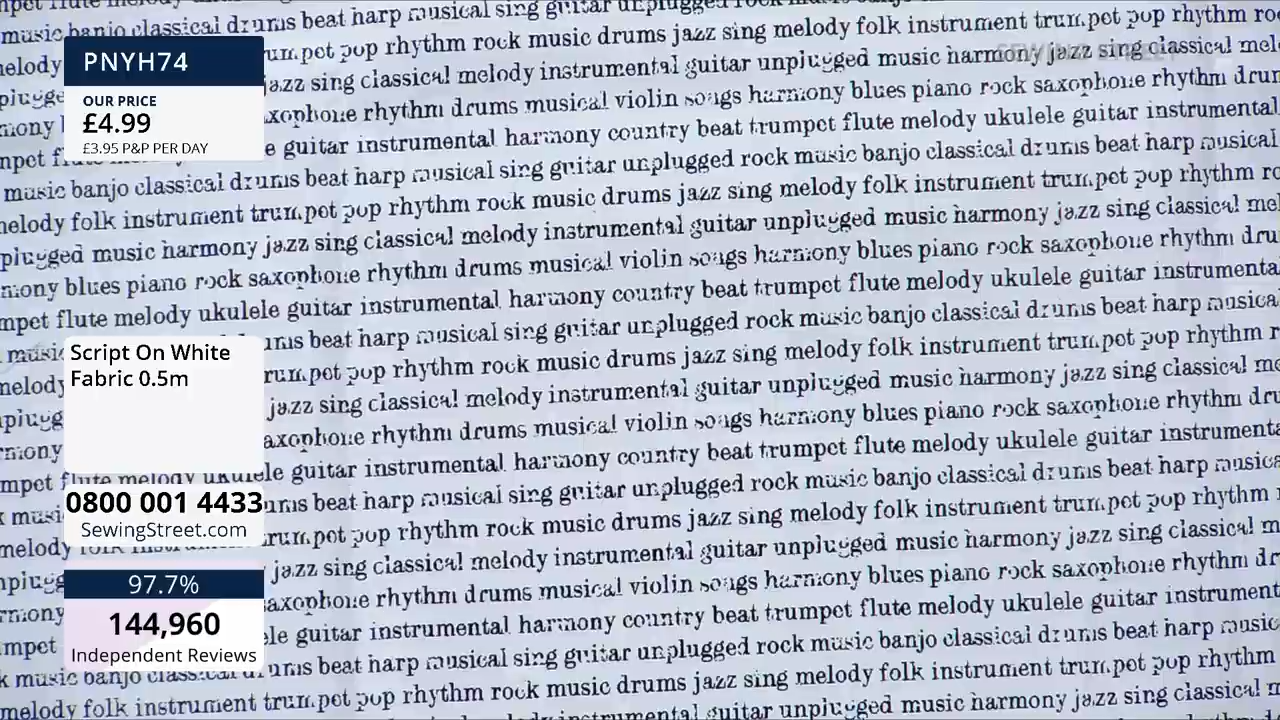 PNYH74
OUR PRICE
£4.99
£3.95 P&P PER DAY
SEWING STREET
music banjo classical drums beat harp musical sing guitar unplugged rock
pop rhythm rock music drums jazz sing melody folk instrument trumpet pop rhythm
jazz sing classical melody instrumental guitar unplugged music harmony jazz sing classical
rhythm drums musical violin songs harmony blues piano rock saxophone rhythm
guitar instrumental harmony country beat trumpet flute melody ukulele guitar instrumental
music banjo classical drums beat harp musical sing guitar unplugged rock music banjo classical drums beat harp musical
melody folk instrument trumpet pop rhythm rock music drums jazz sing melody folk instrument trumpet pop rhythm
plugged music harmony jazz sing classical melody instrumental guitar unplugged music harmony jazz sing classical
blues piano rock saxophone rhythm drums musical violin songs harmony blues piano rock saxophone rhythm
flute melody ukulele guitar instrumental harmony country beat trumpet flute melody ukulele guitar instrumental
beat harp musical sing guitar unplugged rock music banjo classical drums beat harp
pop rhythm rock music drums jazz sing melody folk instrument trumpet pop rhythm
jazz sing classical melody instrumental guitar unplugged music harmony jazz sing classical
rhythm drums musical violin songs harmony blues piano rock saxophone rhythm
flute melody ukulele guitar instrumental harmony country beat trumpet flute melody ukulele guitar
beat harp musical sing guitar unplugged rock music banjo classical drums beat harp
pop rhythm rock music drums jazz sing melody folk instrument trumpet pop rhythm
jazz sing classical melody instrumental guitar unplugged music harmony jazz sing classical
rhythm drums musical violin songs harmony blues piano rock saxophone rhythm
guitar instrumental harmony country beat trumpet flute melody ukulele guitar instrumental
music banjo classical drums beat harp musical sing guitar unplugged rock music banjo classical drums beat harp
melody folk instrument trumpet pop rhythm rock music drums jazz sing melody folk instrument trumpet pop rhythm
instrumental guitar unplugged music harmony jazz sing classical
Script On White
Fabric 0.5m
0800 001 4433
SewingStreet.com
97.7%
144,960
Independent Reviews